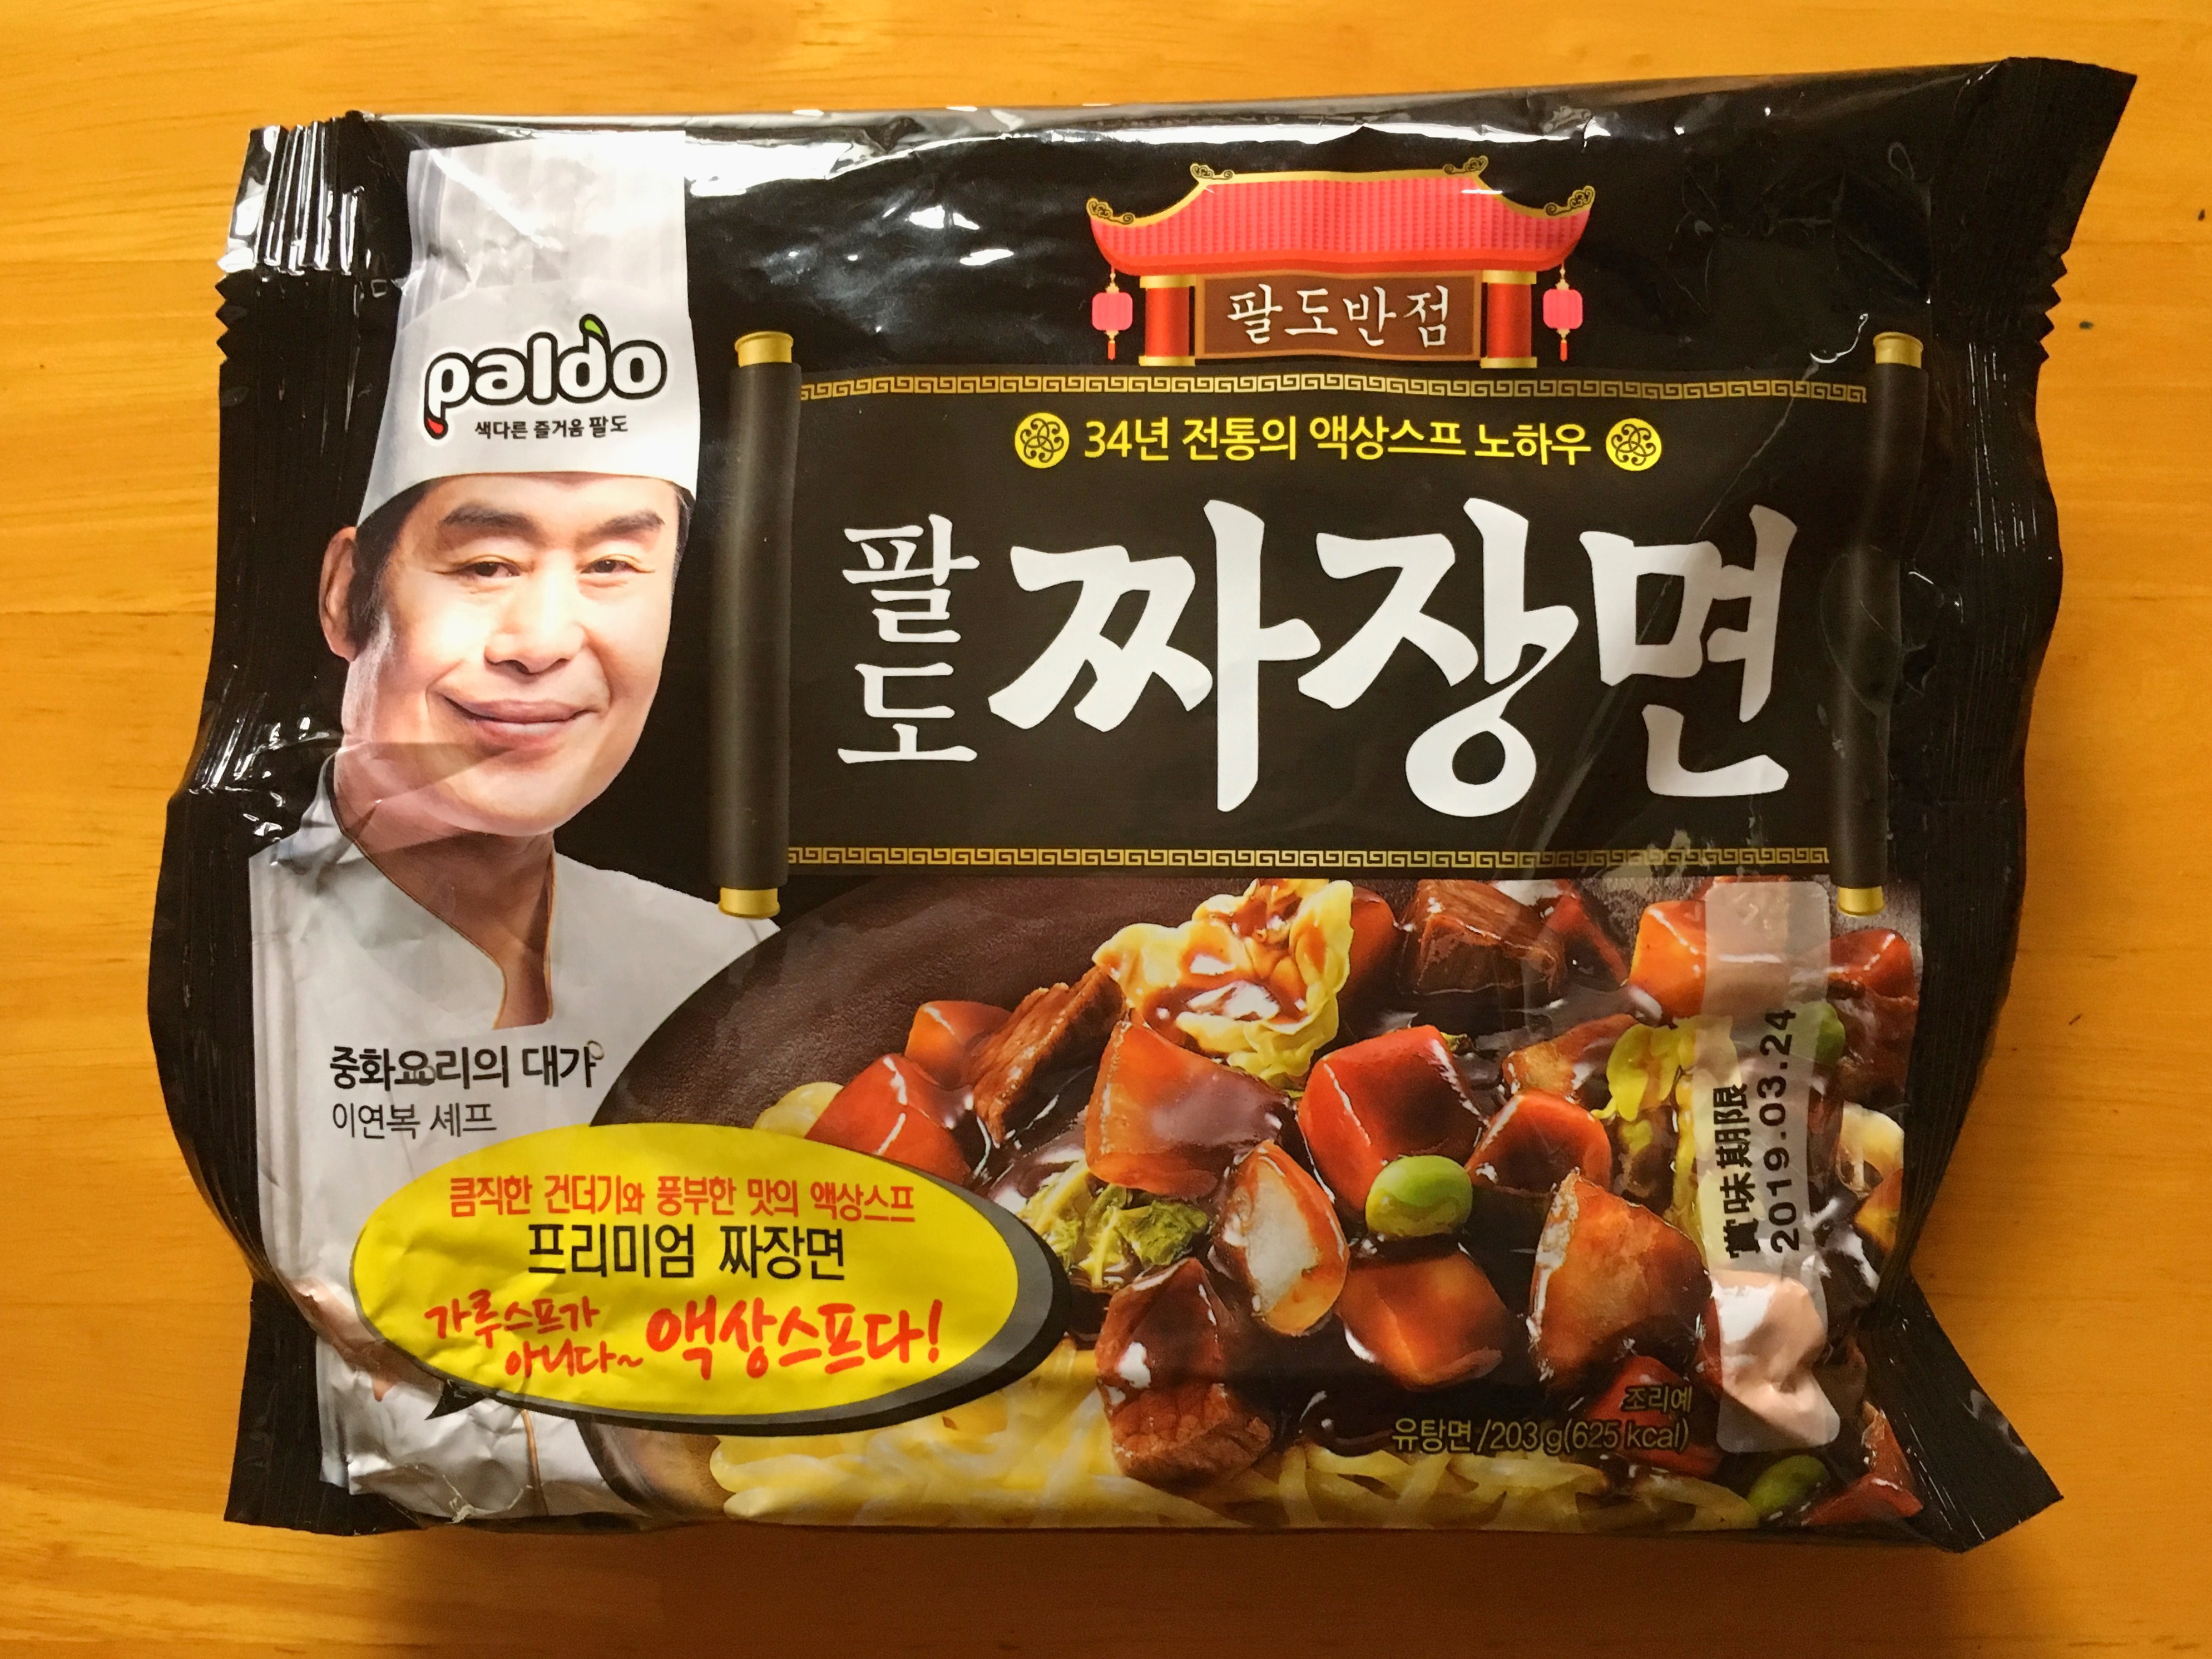 paldo
색다른 즐거움 팔도
팔도반점
34년 전통의 액상스프 노하우
팔도 짜장면
중화요리의 대가
이연복 셰프
큼직한 건더기와 풍부한 맛의 액상스프
프리미엄 짜장면
가루스프가
아니다~ 액상스프다!
賞味期限
2019.03.24
조리예
유탕면/203 g(625 kcal)